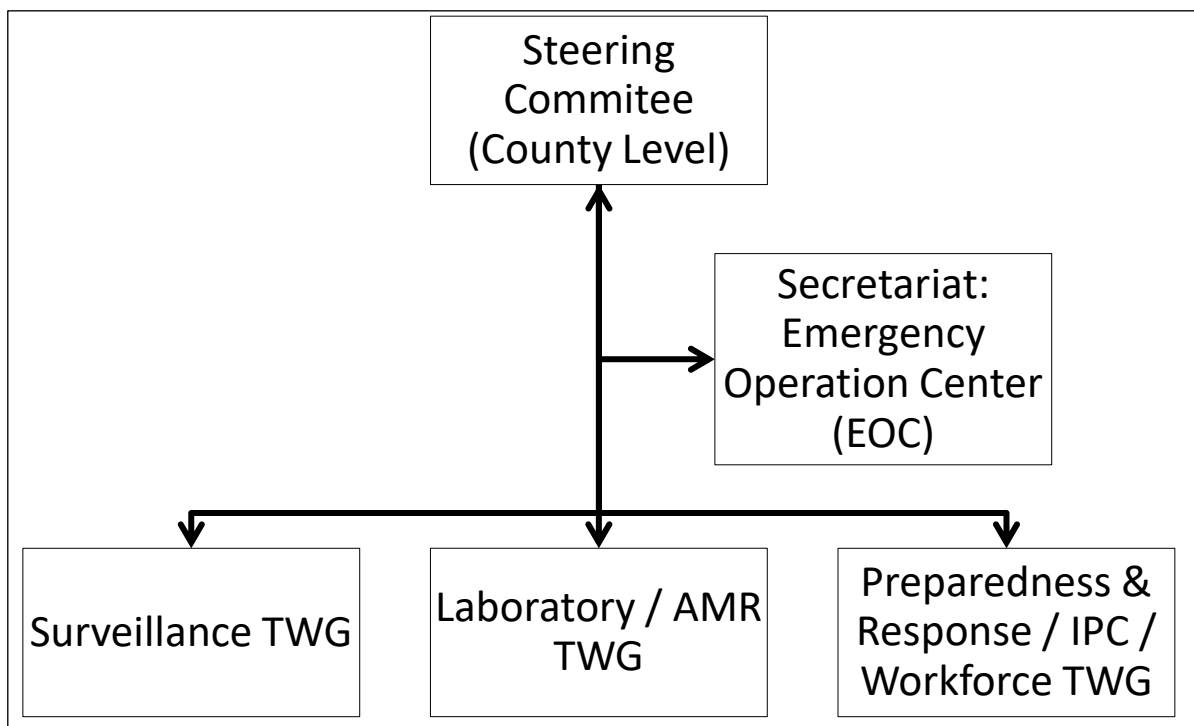 Steering
Commitee
(County Level)
Secretariat:
Emergency
Operation Center
(EOC)
Surveillance TWG
Laboratory / AMR
TWG
Preparedness &
Response / IPC /
Workforce TWG